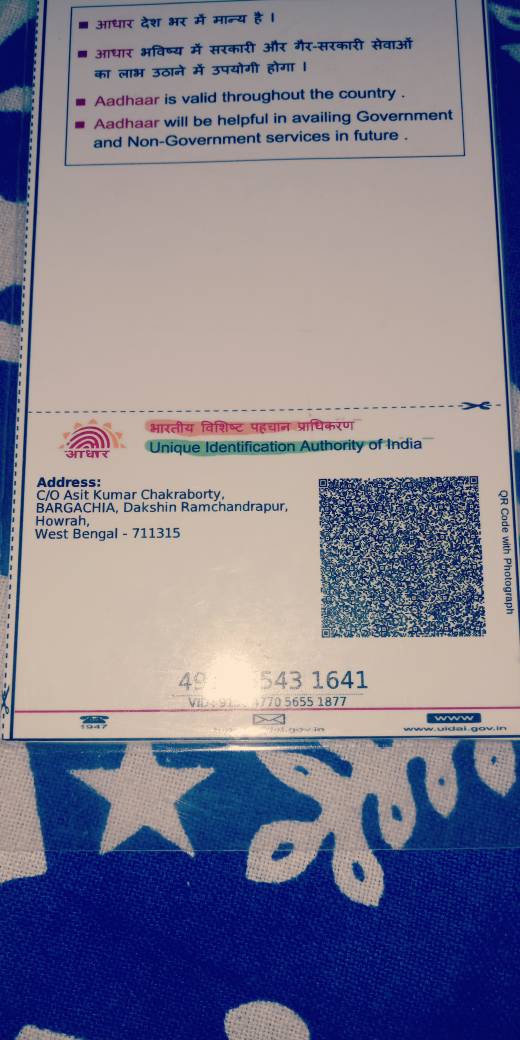 ■ आधार देश भर में मान्य है ।
■ आधार भविष्य में सरकारी और गैर-सरकारी सेवाओं
का लाभ उठाने में उपयोगी होगा ।
■ Aadhaar is valid throughout the country .
■ Aadhaar will be helpful in availing Government
and Non-Government services in future .
भारतीय विशिष्ट पहचान प्राधिकरण
Unique Identification Authority of India
आधार
Address:
C/O Asit Kumar Chakraborty,
BARGACHIA, Dakshin Ramchandrapur,
Howrah,
West Bengal - 711315
QR Code with Photograph
1641
VID 5655 1877
1947
www
www.uidai.gov.in